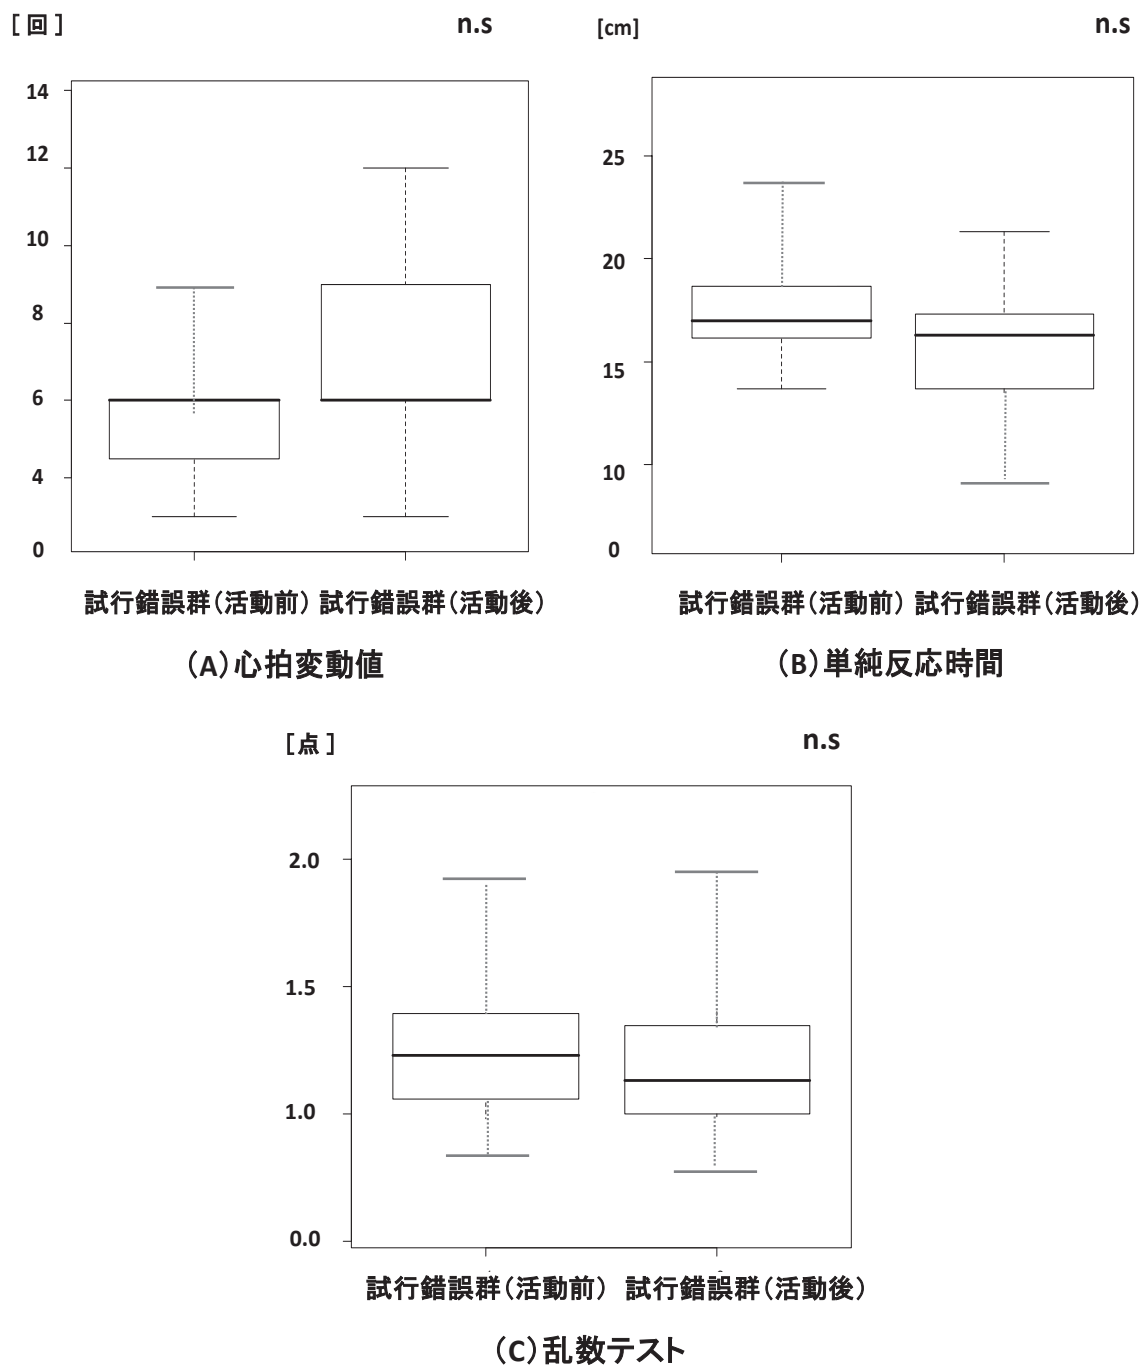 [回] n.s
14
12
10
8
6
4
0
試行錯誤群(活動前) 試行錯誤群(活動後)
(A)心拍変動値
[cm] n.s
25
20
15
10
0
試行錯誤群(活動前) 試行錯誤群(活動後)
(B)単純反応時間
[点] n.s
2.0
1.5
1.0
0.0
試行錯誤群(活動前) 試行錯誤群(活動後)
(C)乱数テスト